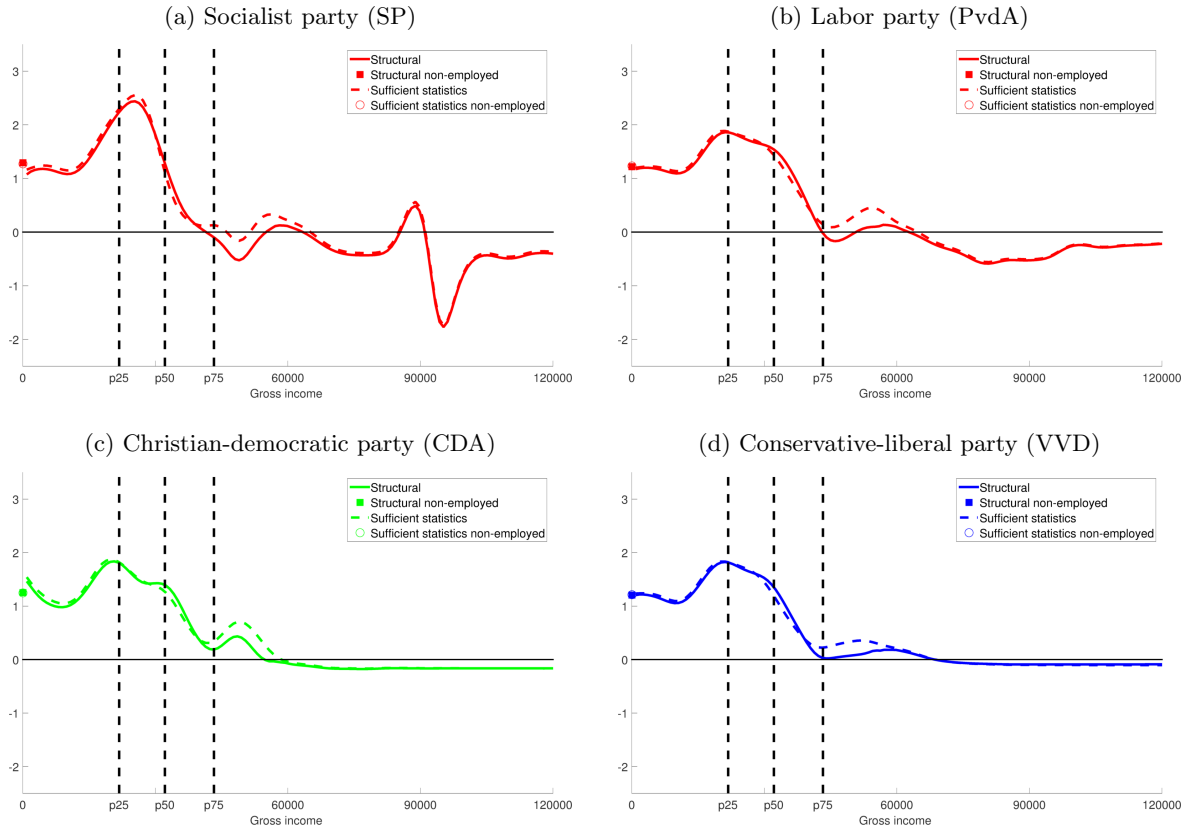 (a) Socialist party (SP)
3
2
1
0
-1
-2
Structural
Structural non-employed
Sufficient statistics
Sufficient statistics non-employed
0 p25 p50 p75 60000 90000 120000
Gross income
(b) Labor party (PvdA)
3
2
1
0
-1
-2
Structural
Structural non-employed
Sufficient statistics
Sufficient statistics non-employed
0 p25 p50 p75 60000 90000 120000
Gross income
(c) Christian-democratic party (CDA)
3
2
1
0
-1
-2
Structural
Structural non-employed
Sufficient statistics
Sufficient statistics non-employed
0 p25 p50 p75 60000 90000 120000
Gross income
(d) Conservative-liberal party (VVD)
3
2
1
0
-1
-2
Structural
Structural non-employed
Sufficient statistics
Sufficient statistics non-employed
0 p25 p50 p75 60000 90000 120000
Gross income